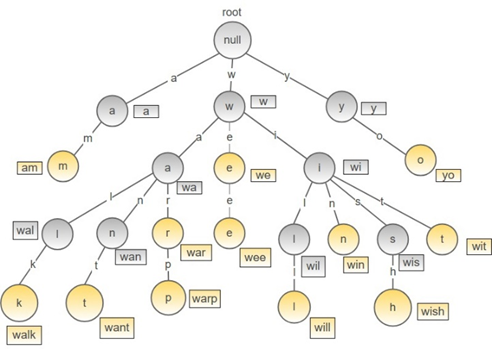 root
null
a w y
a a w w y y
m a e i o
am m a wa e we I wi o yo
l n r e l n s t
wal l n wan r war e wee l wil n win s wis t wit
k t p l h
k t p warp l h wish
walk want will